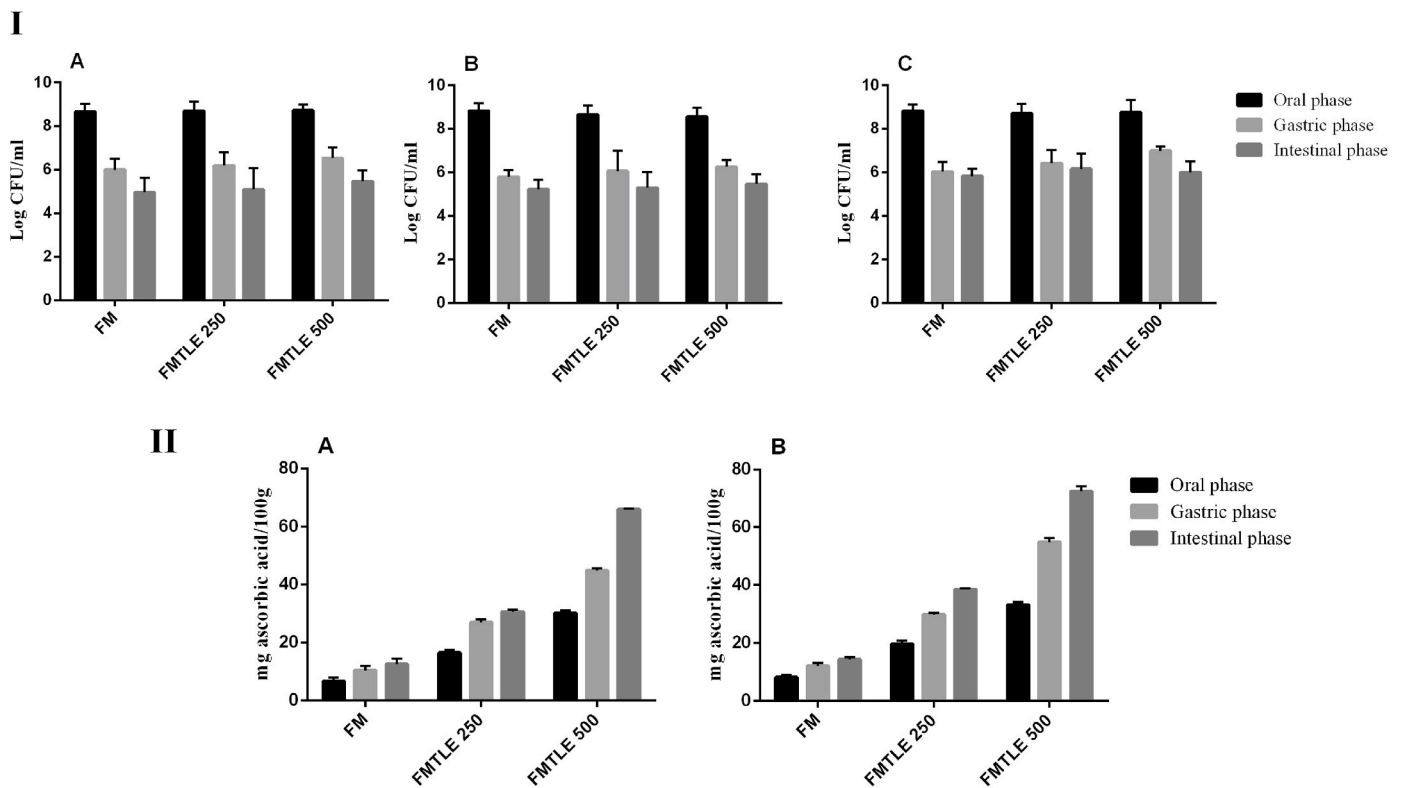 I
A
10
8
6
4
2
0
Log CFU/ml
FM
FMTLE 250
FMTLE 500
B
10
8
6
4
2
0
Log CFU/ml
FM
FMTLE 250
FMTLE 500
C
10
8
6
4
2
0
Log CFU/ml
FM
FMTLE 250
FMTLE 500
Oral phase
Gastric phase
Intestinal phase
II
A
80
60
40
20
0
mg ascorbic acid/100g
FM
FMTLE 250
FMTLE 500
B
80
60
40
20
0
mg ascorbic acid/100g
FM
FMTLE 250
FMTLE 500
Oral phase
Gastric phase
Intestinal phase